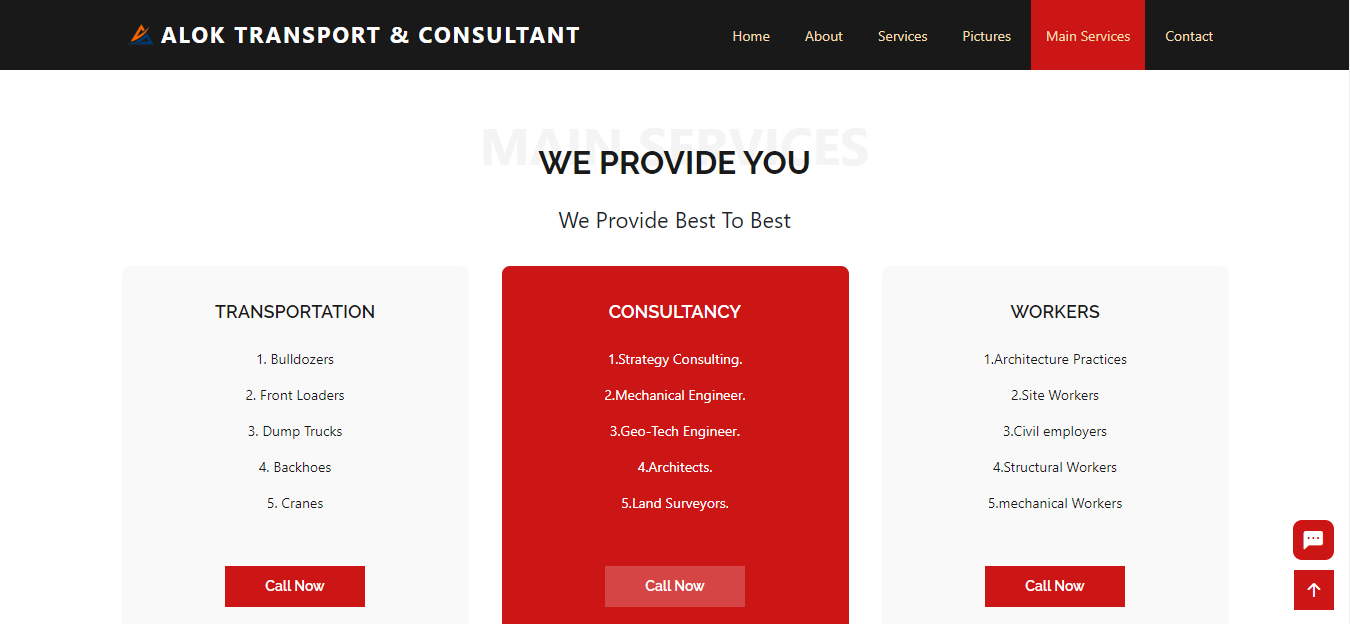 ALOK TRANSPORT & CONSULTANT
Home About Services Pictures Main Services Contact
MAIN SERVICES
WE PROVIDE YOU
We Provide Best To Best
TRANSPORTATION
1. Bulldozers
2. Front Loaders
3. Dump Trucks
4. Backhoes
5. Cranes
Call Now
CONSULTANCY
1.Strategy Consulting.
2.Mechanical Engineer.
3.Geo-Tech Engineer.
4.Architects.
5.Land Surveyors.
Call Now
WORKERS
1.Architecture Practices
2.Site Workers
3.Civil employers
4.Structural Workers
5.mechanical Workers
Call Now